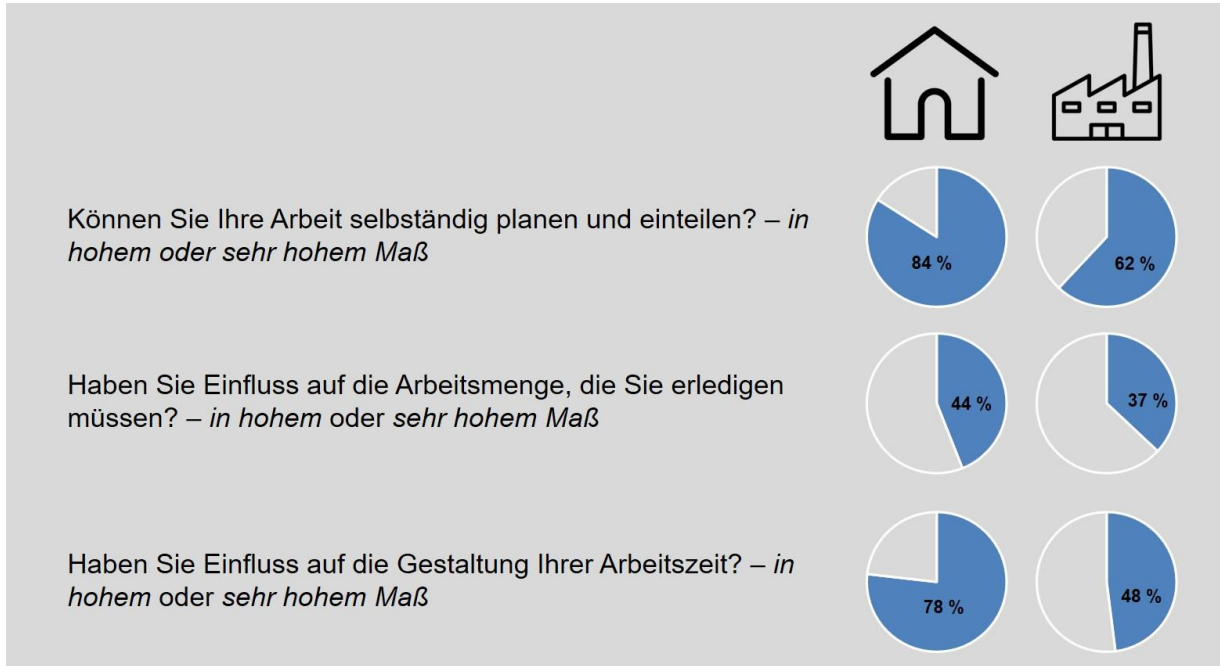 Können Sie Ihre Arbeit selbständig planen und einteilen? – in
hohem oder sehr hohem Maß
84 %
62 %
Haben Sie Einfluss auf die Arbeitsmenge, die Sie erledigen
müssen? – in hohem oder sehr hohem Maß
44 %
37 %
Haben Sie Einfluss auf die Gestaltung Ihrer Arbeitszeit? – in
hohem oder sehr hohem Maß
78 %
48 %